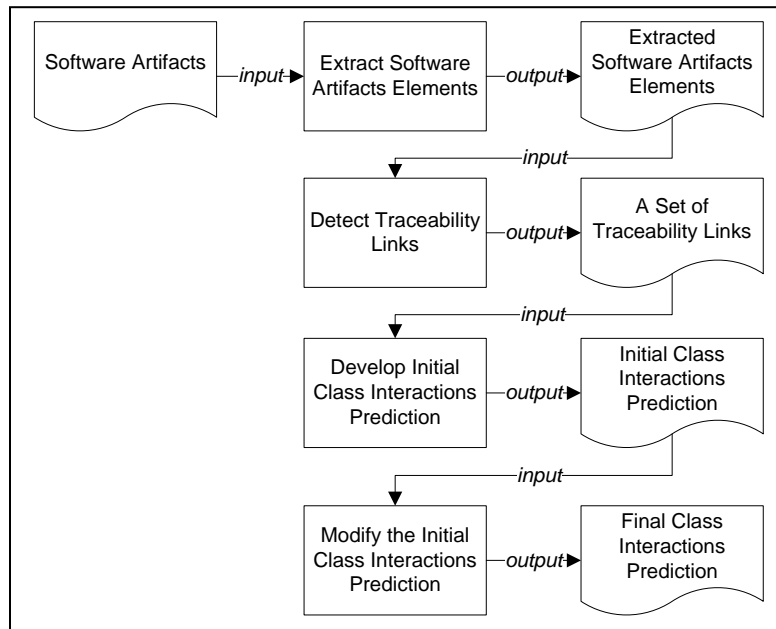 Software Artifacts
input
Extract Software
Artifacts Elements
output
Extracted
Software Artifacts
Elements
input
Detect Traceability
Links
output
A Set of
Traceability Links
input
Develop Initial
Class Interactions
Prediction
output
Initial Class
Interactions
Prediction
input
Modify the Initial
Class Interactions
Prediction
output
Final Class
Interactions
Prediction